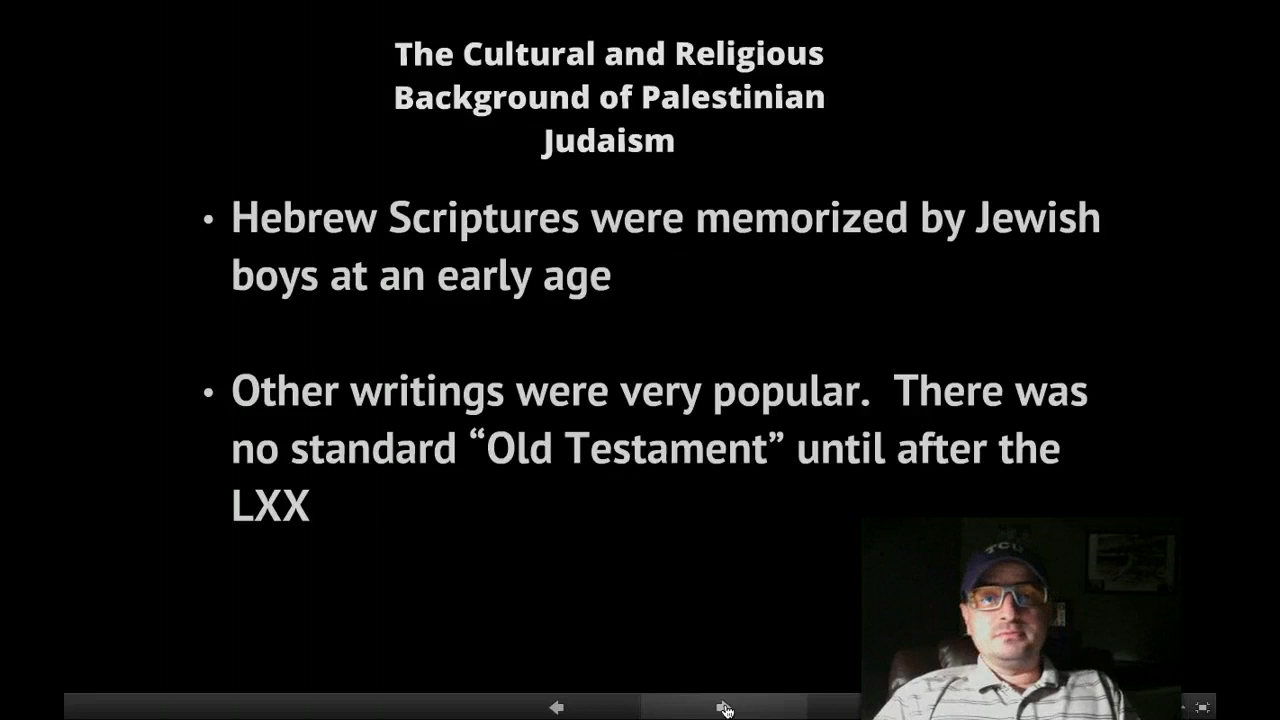 The Cultural and Religious
Background of Palestinian
Judaism
• Hebrew Scriptures were memorized by Jewish
boys at an early age
• Other writings were very popular.  There was
no standard “Old Testament” until after the
LXX
TCU